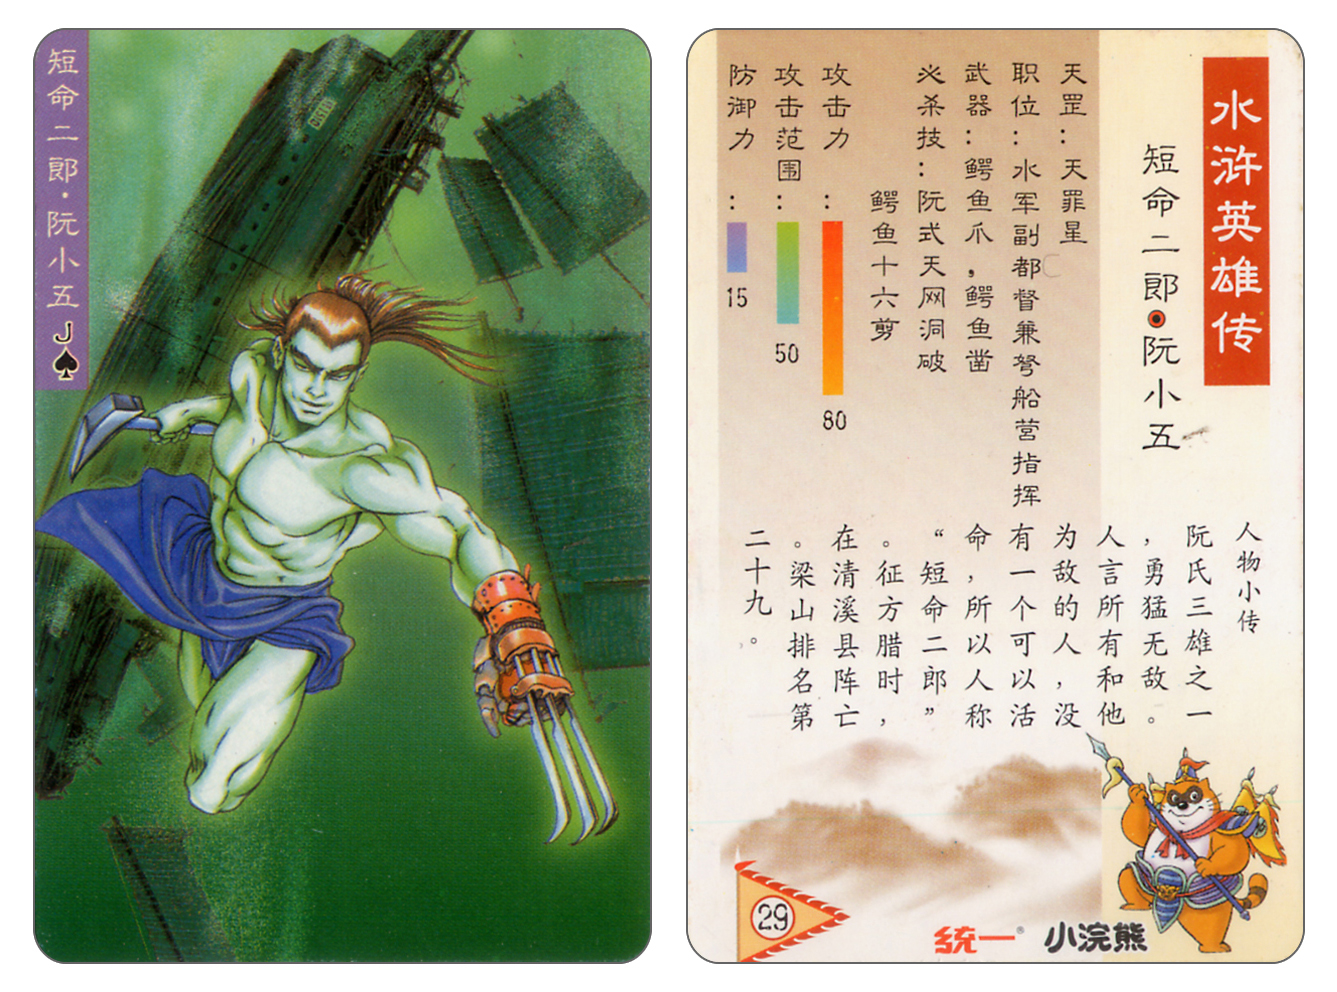 短命二郎·阮小五
J
水浒英雄传
短命二郎●阮小五
天罡：天罪星
职位：水军副都督兼弩船营指挥
武器：鳄鱼爪，鳄鱼凿
必杀技：阮式天网洞破
鳄鱼十六剪
攻击力：
80
攻击范围：
50
防御力：
15
人物小传
阮氏三雄之一
，勇猛无敌。
人言所有和他
为敌的人，没
有一个可以活
命，所以人称
“短命二郎”
。征方腊时，
在清溪县阵亡
。梁山排名第
二十九。
29
统一®
小浣熊